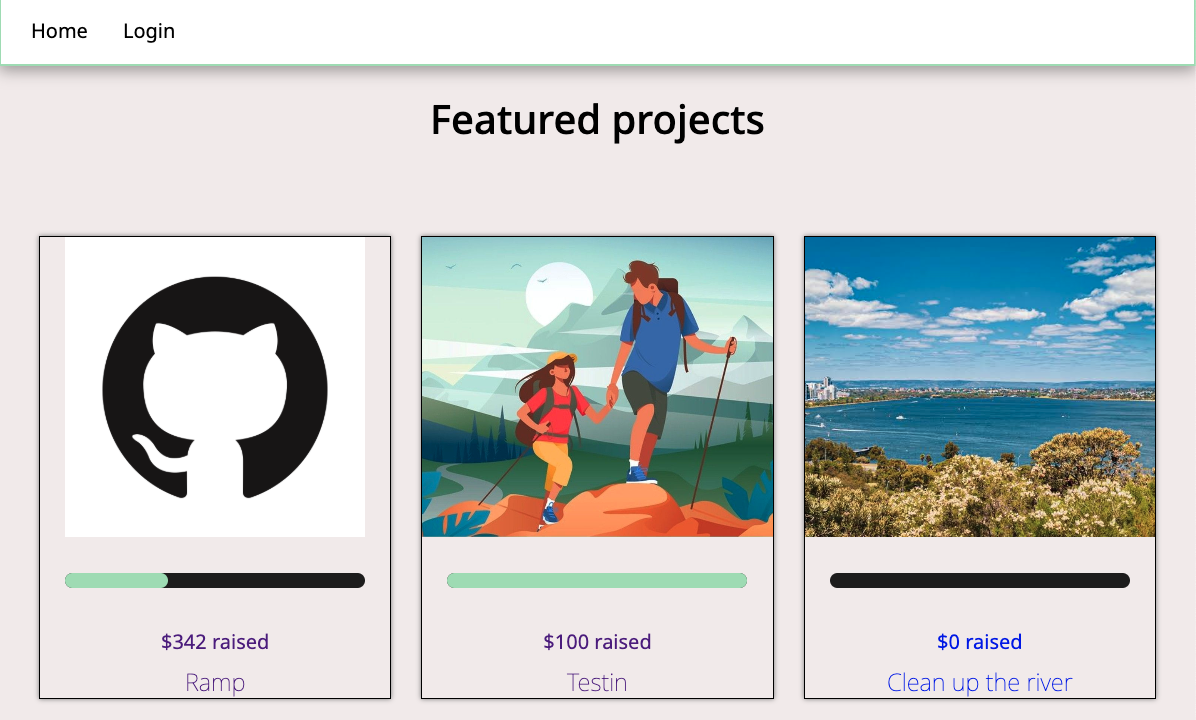 Home Login
Featured projects
$342 raised
Ramp
$100 raised
Testin
$0 raised
Clean up the river